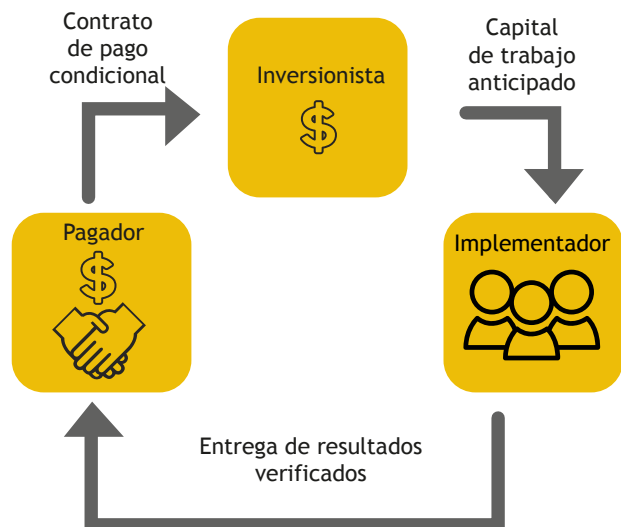 Contrato
de pago
condicional
Inversionista
$
Capital
de trabajo
anticipado
Pagador
$
Implementador
Entrega de resultados
verificados